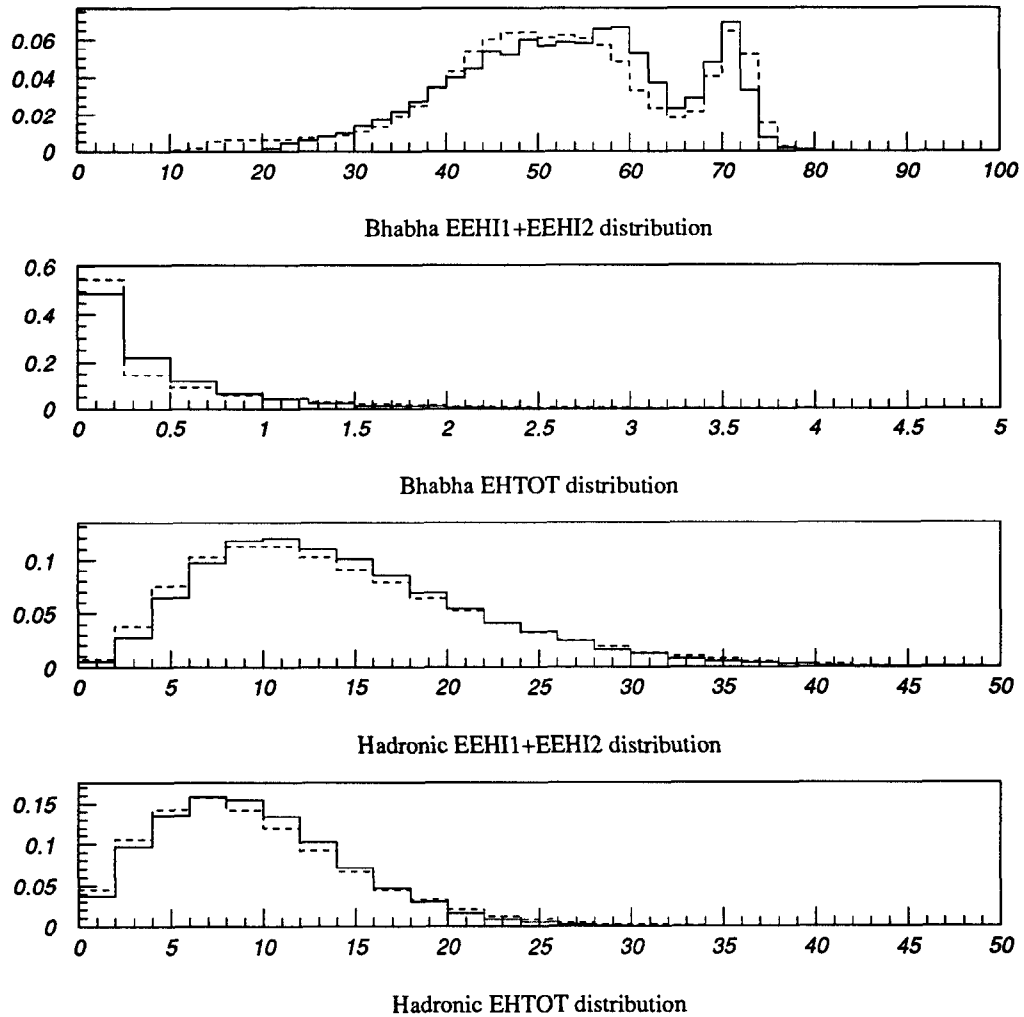 0.06
0.04
0.02
0
0 10 20 30 40 50 60 70 80 90 100
Bhabha EEHI1+EEHI2 distribution
0.6
0.4
0.2
0
0 0.5 1 1.5 2 2.5 3 3.5 4 4.5 5
Bhabha EHTOT distribution
0.1
0.05
0
0 5 10 15 20 25 30 35 40 45 50
Hadronic EEHI1+EEHI2 distribution
0.15
0.1
0.05
0
0 5 10 15 20 25 30 35 40 45 50
Hadronic EHTOT distribution